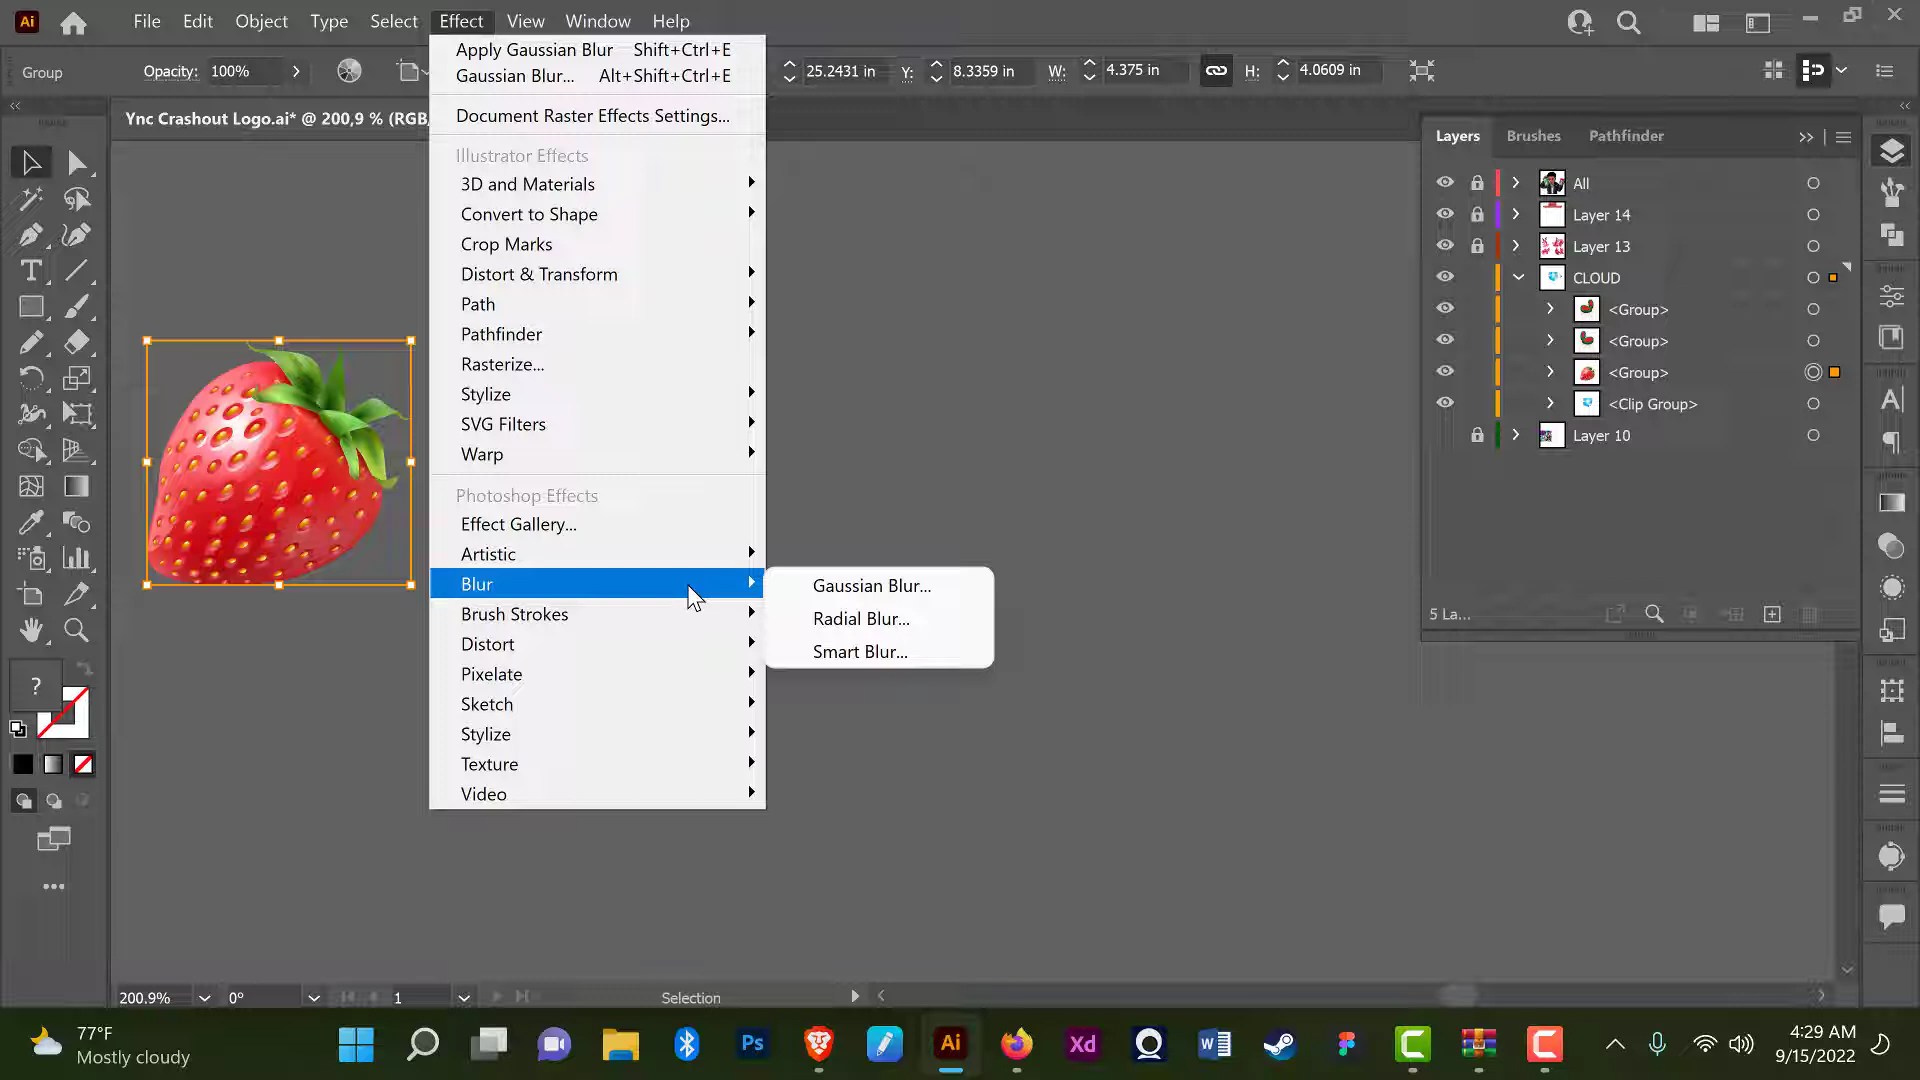 Ai File Edit Object Type Select Effect View Window Help
Group Opacity: 100% 25.2431 in Y: 8.3359 in W: 4.375 in H: 4.0609 in
Ync Crashout Logo.ai* @ 200,9 % (RGB
Apply Gaussian Blur Shift+Ctrl+E
Gaussian Blur... Alt+Shift+Ctrl+E
Document Raster Effects Settings...
Illustrator Effects
3D and Materials
Convert to Shape
Crop Marks
Distort & Transform
Path
Pathfinder
Rasterize...
Stylize
SVG Filters
Warp
Photoshop Effects
Effect Gallery...
Artistic
Blur
Brush Strokes
Distort
Pixelate
Sketch
Stylize
Texture
Video
Gaussian Blur...
Radial Blur...
Smart Blur...
Layers Brushes Pathfinder
All
Layer 14
Layer 13
CLOUD
<Group>
<Group>
<Group>
<Clip Group>
Layer 10
5 La...
?
200.9% 0° 1 Selection
77°F
Mostly cloudy
Ps Ai Xd
4:29 AM
9/15/2022